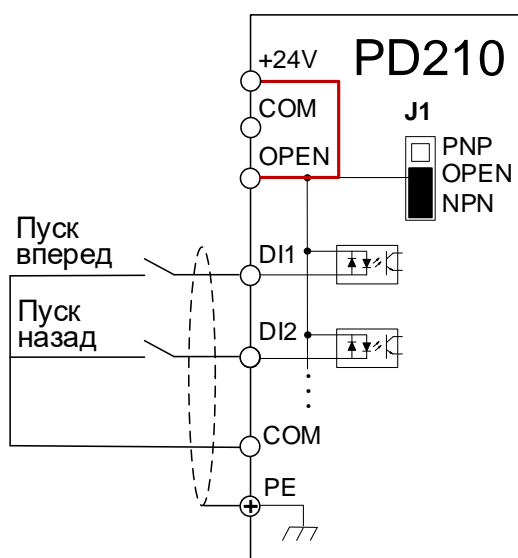 PD210
+24V
COM
J1
PNP
OPEN
OPEN
NPN
Пуск
вперед
DI1
Пуск
назад
DI2
COM
PE